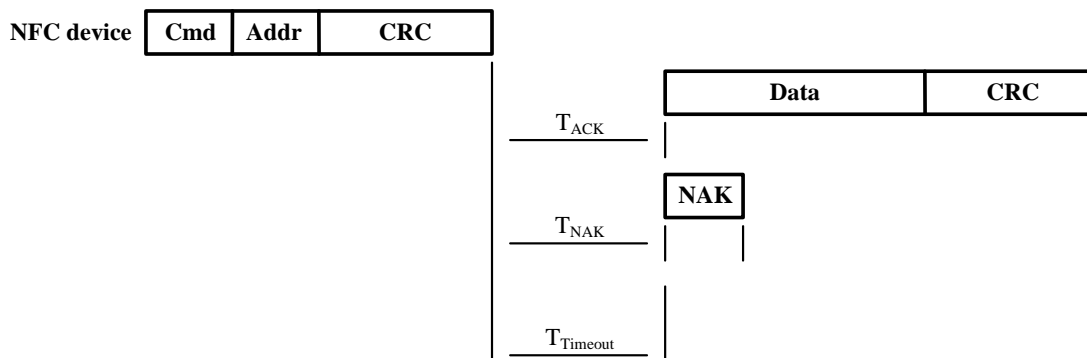 NFC device Cmd Addr CRC
Data CRC
T_ACK
NAK
T_NAK
T_Timeout